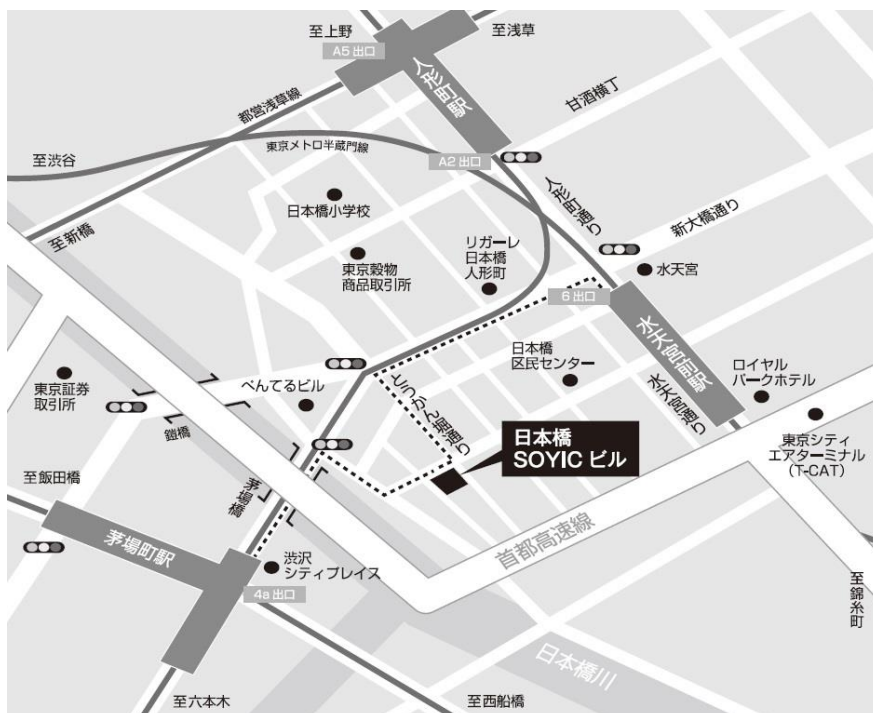 至上野
至浅草
A5 出口
人形町駅
都営浅草線
甘酒横丁
東京メトロ半蔵門線
至渋谷
A2 出口
人形町通り
日本橋小学校
新大橋通り
至新橋
リガーレ
日本橋
人形町
東京穀物
商品取引所
水天宮
6 出口
水天宮前駅
日本橋
区民センター
ロイヤル
パークホテル
東京証券
取引所
ぺんてるビル
とうかん堀通り
水天宮通り
鎧橋
日本橋
SOYIC ビル
東京シティ
エアターミナル
(T-CAT)
至飯田橋
茅場橋
首都高速線
茅場町駅
渋沢
シティプレイス
4a 出口
至錦糸町
日本橋川
至六本木
至西船橋